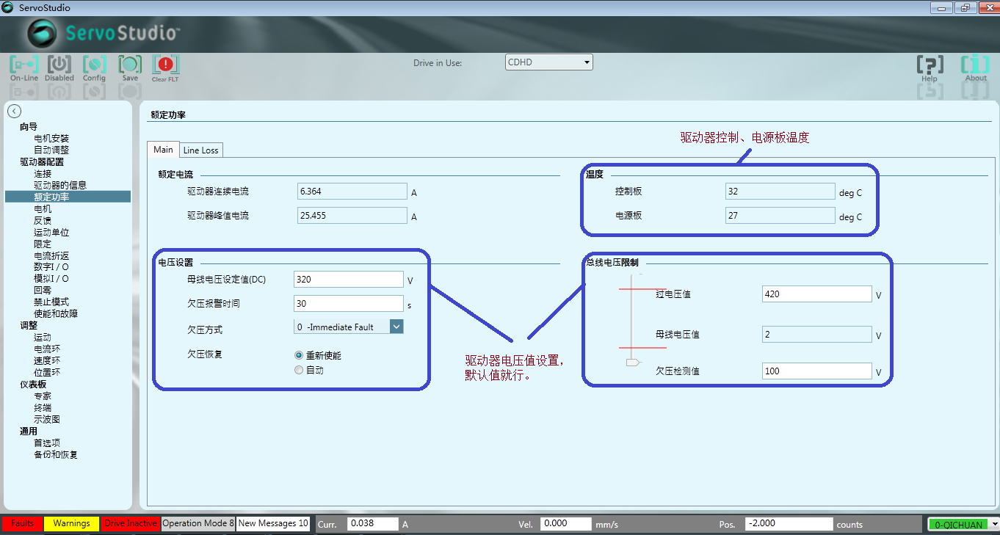 ServoStudio
ServoStudio™
On-Line
Disabled
Config
Save
Clear FLT
Drive in Use:
CDHD
Help
About
向导
电机安装
自动调整
驱动器配置
连接
驱动器的信息
额定功率
电机
反馈
运动单位
限定
电流折返
数字I / O
模拟I / O
回零
禁止模式
使能和故障
调整
运动
电流环
速度环
位置环
仪表板
专家
终端
示波图
通用
首选项
备份和恢复
额定功率
驱动器控制、电源板温度
Main
Line Loss
额定电流
驱动器连续电流
6.364
A
驱动器峰值电流
25.455
A
温度
控制板
32
deg C
电源板
27
deg C
电压设置
母线电压设定值(DC)
320
V
欠压报警时间
30
s
欠压方式
0 -Immediate Fault
欠压恢复
重新使能
自动
驱动器电压值设置，
默认值就行。
总线电压限制
过电压值
420
V
母线电压值
2
V
欠压检测值
100
V
Faults
Warnings
Drive Inactive
Operation Mode 8
New Messages 10
Curr.
0.038
A
Vel.
0.000
mm/s
Pos.
-2.000
counts
0-QICHUAN